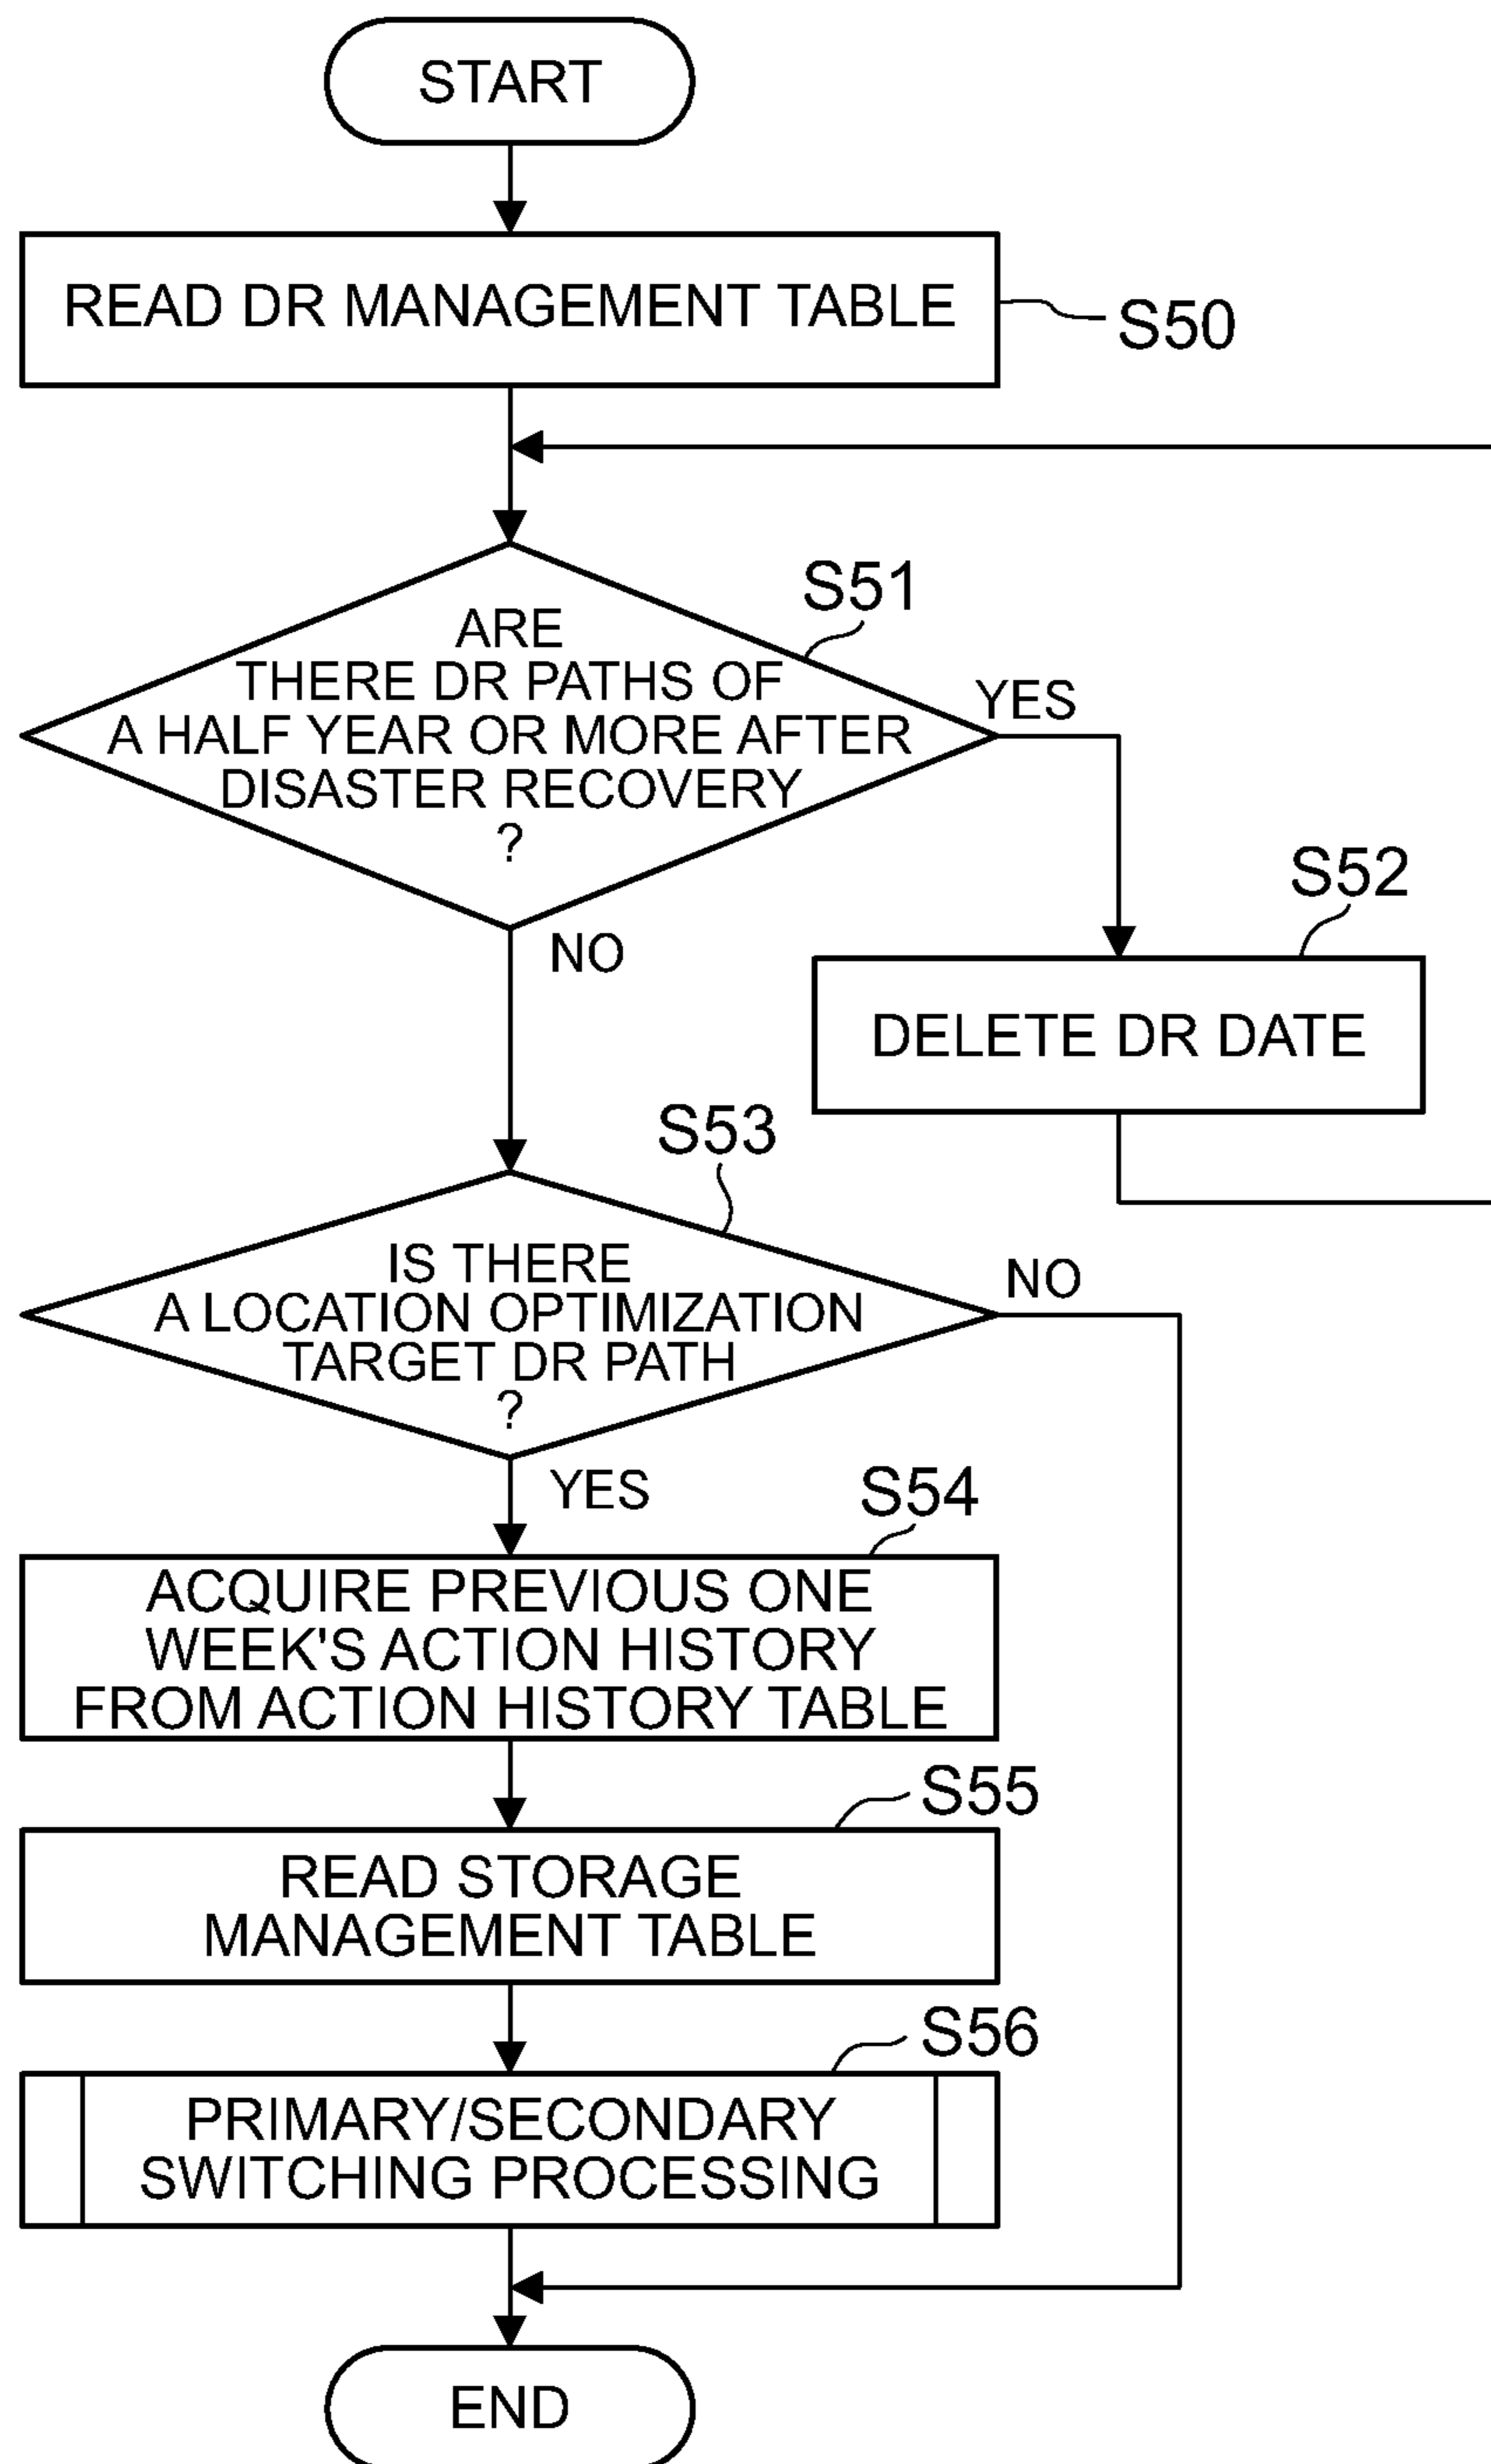 START
READ DR MANAGEMENT TABLE
S50
S51
ARE
THERE DR PATHS OF
A HALF YEAR OR MORE AFTER
DISASTER RECOVERY
?
YES
NO
S52
DELETE DR DATE
S53
IS THERE
A LOCATION OPTIMIZATION
TARGET DR PATH
?
NO
YES
S54
ACQUIRE PREVIOUS ONE
WEEK'S ACTION HISTORY
FROM ACTION HISTORY TABLE
S55
READ STORAGE
MANAGEMENT TABLE
S56
PRIMARY/SECONDARY
SWITCHING PROCESSING
END